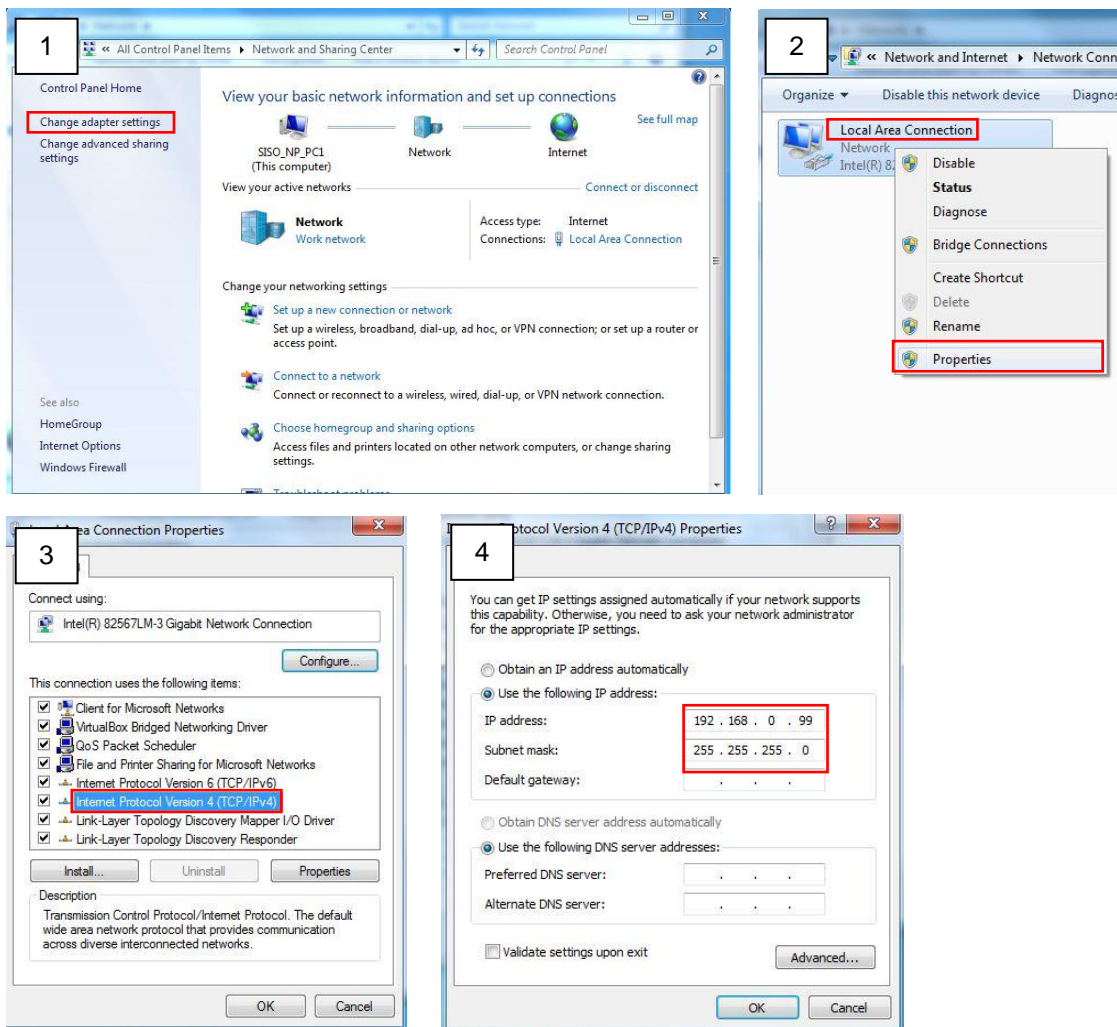 1
« All Control Panel Items ▸ Network and Sharing Center
Search Control Panel
Control Panel Home
Change adapter settings
Change advanced sharing
settings
See also
HomeGroup
Internet Options
Windows Firewall
View your basic network information and set up connections
See full map
SISO_NP_PC1
(This computer)
Network
Internet
View your active networks
Connect or disconnect
Network
Work network
Access type: Internet
Connections: Local Area Connection
Change your networking settings
Set up a new connection or network
Set up a wireless, broadband, dial-up, ad hoc, or VPN connection; or set up a router or
access point.
Connect to a network
Connect or reconnect to a wireless, wired, dial-up, or VPN network connection.
Choose homegroup and sharing options
Access files and printers located on other network computers, or change sharing
settings.
2
« Network and Internet ▸ Network Conn
Organize Disable this network device Diagnos
Local Area Connection
Network
Intel(R) 82
Disable
Status
Diagnose
Bridge Connections
Create Shortcut
Delete
Rename
Properties
3
ea Connection Properties
Connect using:
Intel(R) 82567LM-3 Gigabit Network Connection
Configure...
This connection uses the following items:
Client for Microsoft Networks
VirtualBox Bridged Networking Driver
QoS Packet Scheduler
File and Printer Sharing for Microsoft Networks
Internet Protocol Version 6 (TCP/IPv6)
Internet Protocol Version 4 (TCP/IPv4)
Link-Layer Topology Discovery Mapper I/O Driver
Link-Layer Topology Discovery Responder
Install... Uninstall Properties
Description
Transmission Control Protocol/Internet Protocol. The default
wide area network protocol that provides communication
across diverse interconnected networks.
OK Cancel
4
otocol Version 4 (TCP/IPv4) Properties
You can get IP settings assigned automatically if your network supports
this capability. Otherwise, you need to ask your network administrator
for the appropriate IP settings.
Obtain an IP address automatically
Use the following IP address:
IP address: 192 . 168 . 0 . 99
Subnet mask: 255 . 255 . 255 . 0
Default gateway: . . .
Obtain DNS server address automatically
Use the following DNS server addresses:
Preferred DNS server: . . .
Alternate DNS server: . . .
Validate settings upon exit
Advanced...
OK Cancel